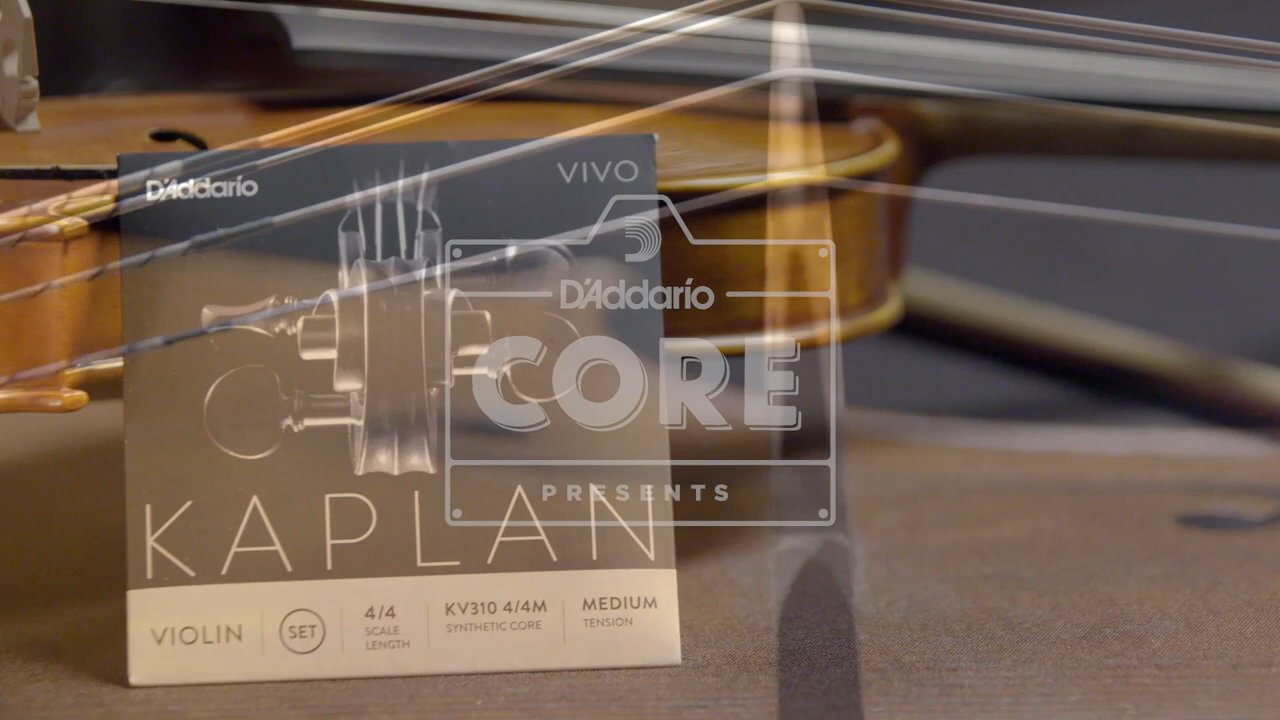 D'Addario
VIVO
KAPLAN
VIOLIN
SET
4/4
SCALE
LENGTH
KV310 4/4M
SYNTHETIC CORE
MEDIUM
TENSION
D'Addario
CORE
PRESENTS